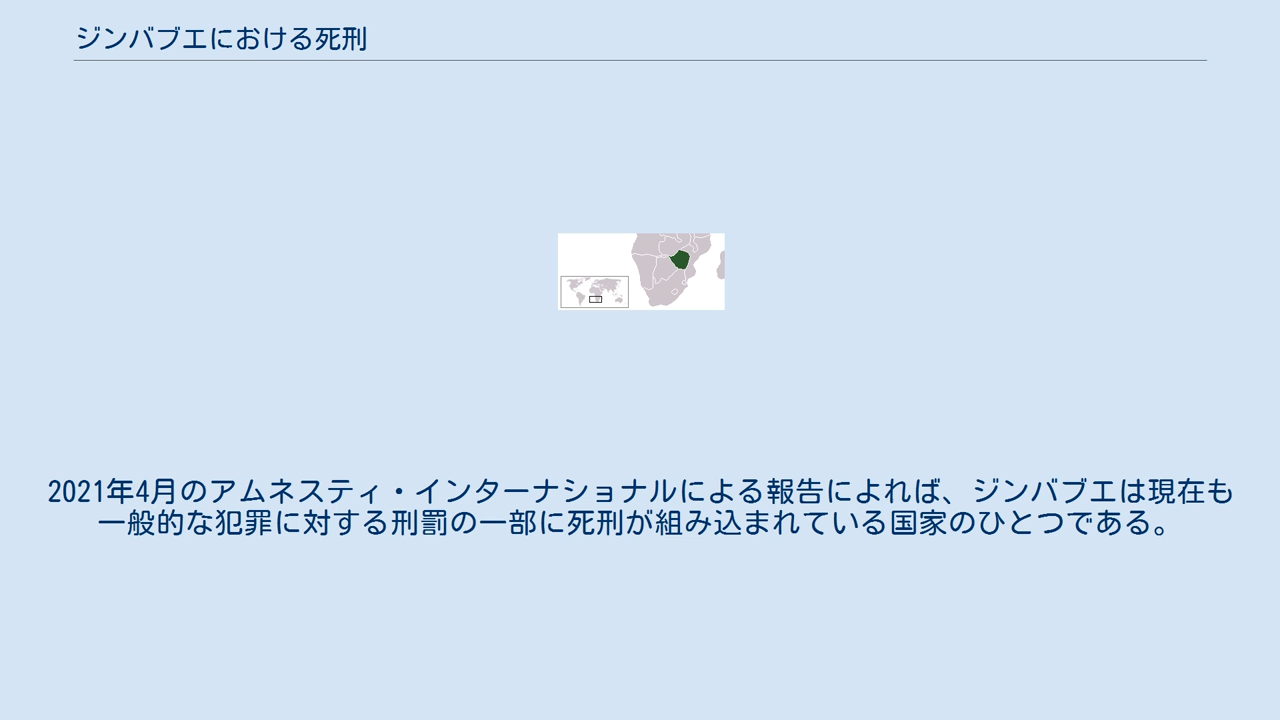 ジンバブエにおける死刑
2021年4月のアムネスティ・インターナショナルによる報告によれば、ジンバブエは現在も
一般的な犯罪に対する刑罰の一部に死刑が組み込まれている国家のひとつである。